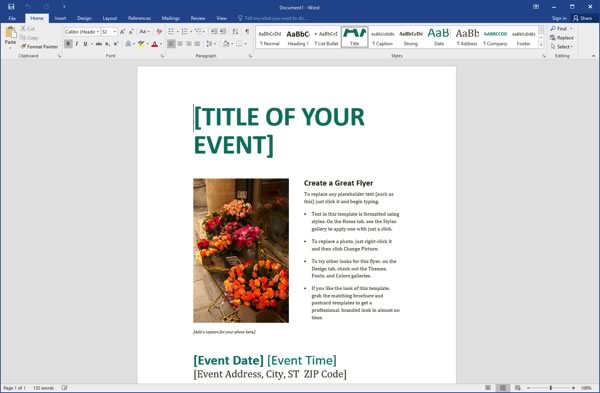 Document1 - Word
File Home Insert Design Layout References Mailings Review View Tell me what you want to do... Sign in Share
Paste
Cut
Copy
Format Painter
Calibri (Headin 52
Clipboard Font Paragraph Styles Editing
AaBbCcDd AaBbCc AaBbCcDd AaBbCcDd AaBbCcDd AaB AaBb AABBCCDD AaBbCcDdEe
¶ Normal Heading 1 ¶ List Bullet Title ¶ Caption Strong Date ¶ Address ¶ Company Footer
Find
Replace
Select
[TITLE OF YOUR
EVENT]
Create a Great Flyer
To replace any placeholder text (such as
this) just click it and begin typing.
• Text in this template is formatted using
styles. On the Home tab, see the Styles
gallery to apply one with just a click.
• To replace a photo, just right-click it
and then click Change Picture.
• To try other looks for this flyer, on the
Design tab, check out the Themes,
Fonts, and Colors galleries.
• If you like the look of this template,
grab the matching brochure and
postcard templates to get a
professional, branded look in almost no
time.
[Add a caption for your photo here.]
[Event Date] [Event Time]
[Event Address, City, ST ZIP Code]
Page 1 of 1 132 words 100%